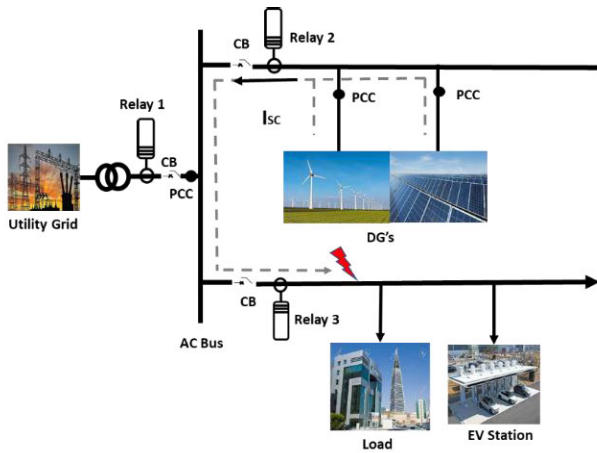 CB
Relay 2
PCC
PCC
Relay 1
Isc
CB
PCC
Utility Grid
DG's
CB
Relay 3
AC Bus
Load
EV Station